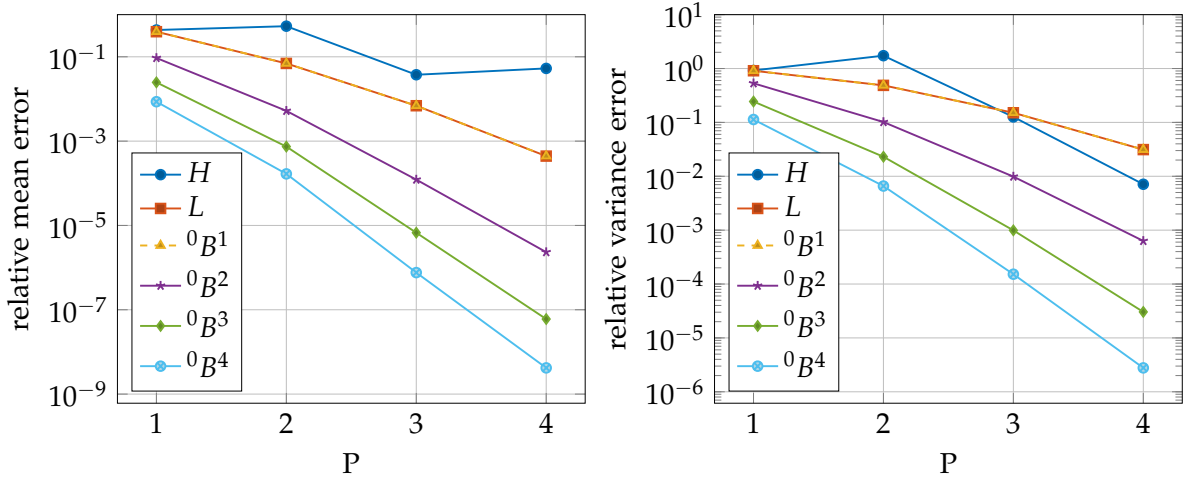 relative mean error
10^{-1}
10^{-3}
10^{-5}
10^{-7}
10^{-9}
H
L
^0B^1
^0B^2
^0B^3
^0B^4
1 2 3 4
P
relative variance error
10^1
10^0
10^{-1}
10^{-2}
10^{-3}
10^{-4}
10^{-5}
10^{-6}
H
L
^0B^1
^0B^2
^0B^3
^0B^4
1 2 3 4
P